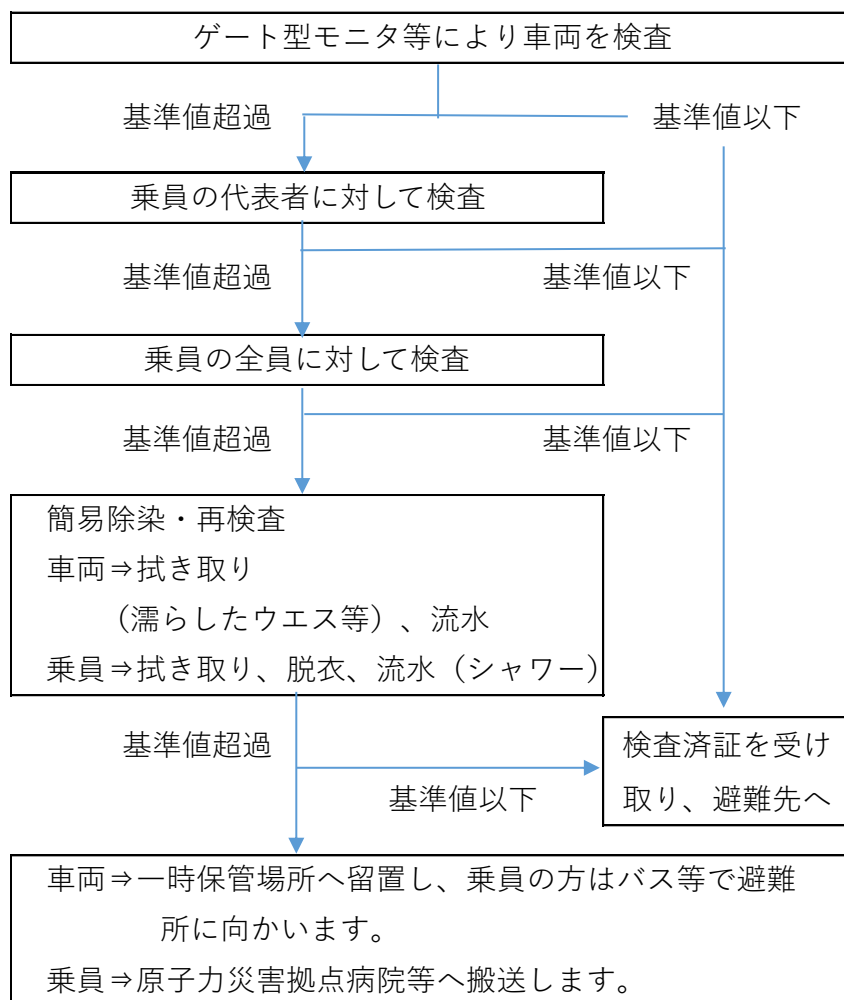 ゲート型モニタ等により車両を検査
基準値超過
基準値以下
乗員の代表者に対して検査
基準値超過
基準値以下
乗員の全員に対して検査
基準値超過
基準値以下
簡易除染・再検査
車両⇒拭き取り
（濡らしたウエス等）、流水
乗員⇒拭き取り、脱衣、流水（シャワー）
基準値超過
基準値以下
検査済証を受け
取り、避難先へ
車両⇒一時保管場所へ留置し、乗員の方はバス等で避難
所に向かいます。
乗員⇒原子力災害拠点病院等へ搬送します。